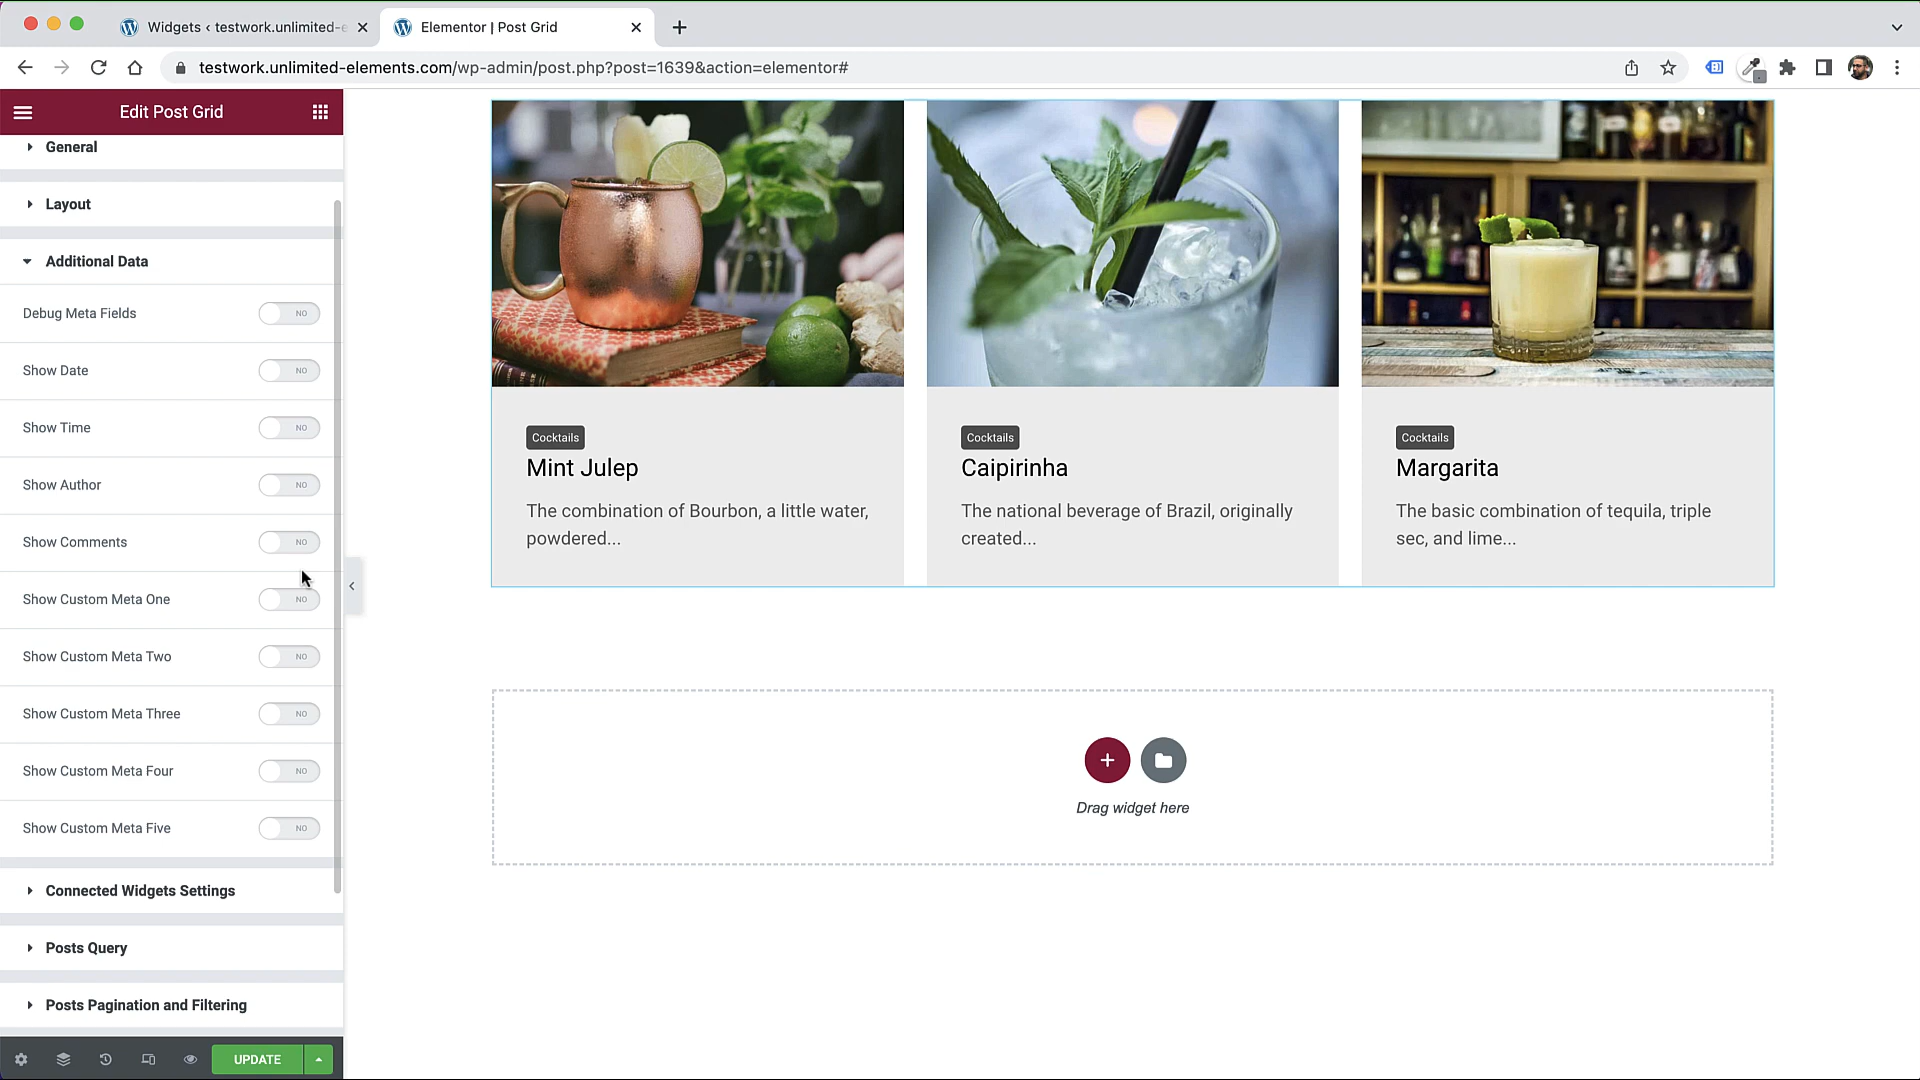 Widgets ‹ testwork.unlimited-e
Elementor | Post Grid
testwork.unlimited-elements.com/wp-admin/post.php?post=1639&action=elementor#
Edit Post Grid
General
Layout
Additional Data
Debug Meta Fields NO
Show Date NO
Show Time NO
Show Author NO
Show Comments NO
Show Custom Meta One NO
Show Custom Meta Two NO
Show Custom Meta Three NO
Show Custom Meta Four NO
Show Custom Meta Five NO
Connected Widgets Settings
Posts Query
Posts Pagination and Filtering
UPDATE
Cocktails
Mint Julep
The combination of Bourbon, a little water,
powdered...
Cocktails
Caipirinha
The national beverage of Brazil, originally
created...
Cocktails
Margarita
The basic combination of tequila, triple
sec, and lime...
Drag widget here